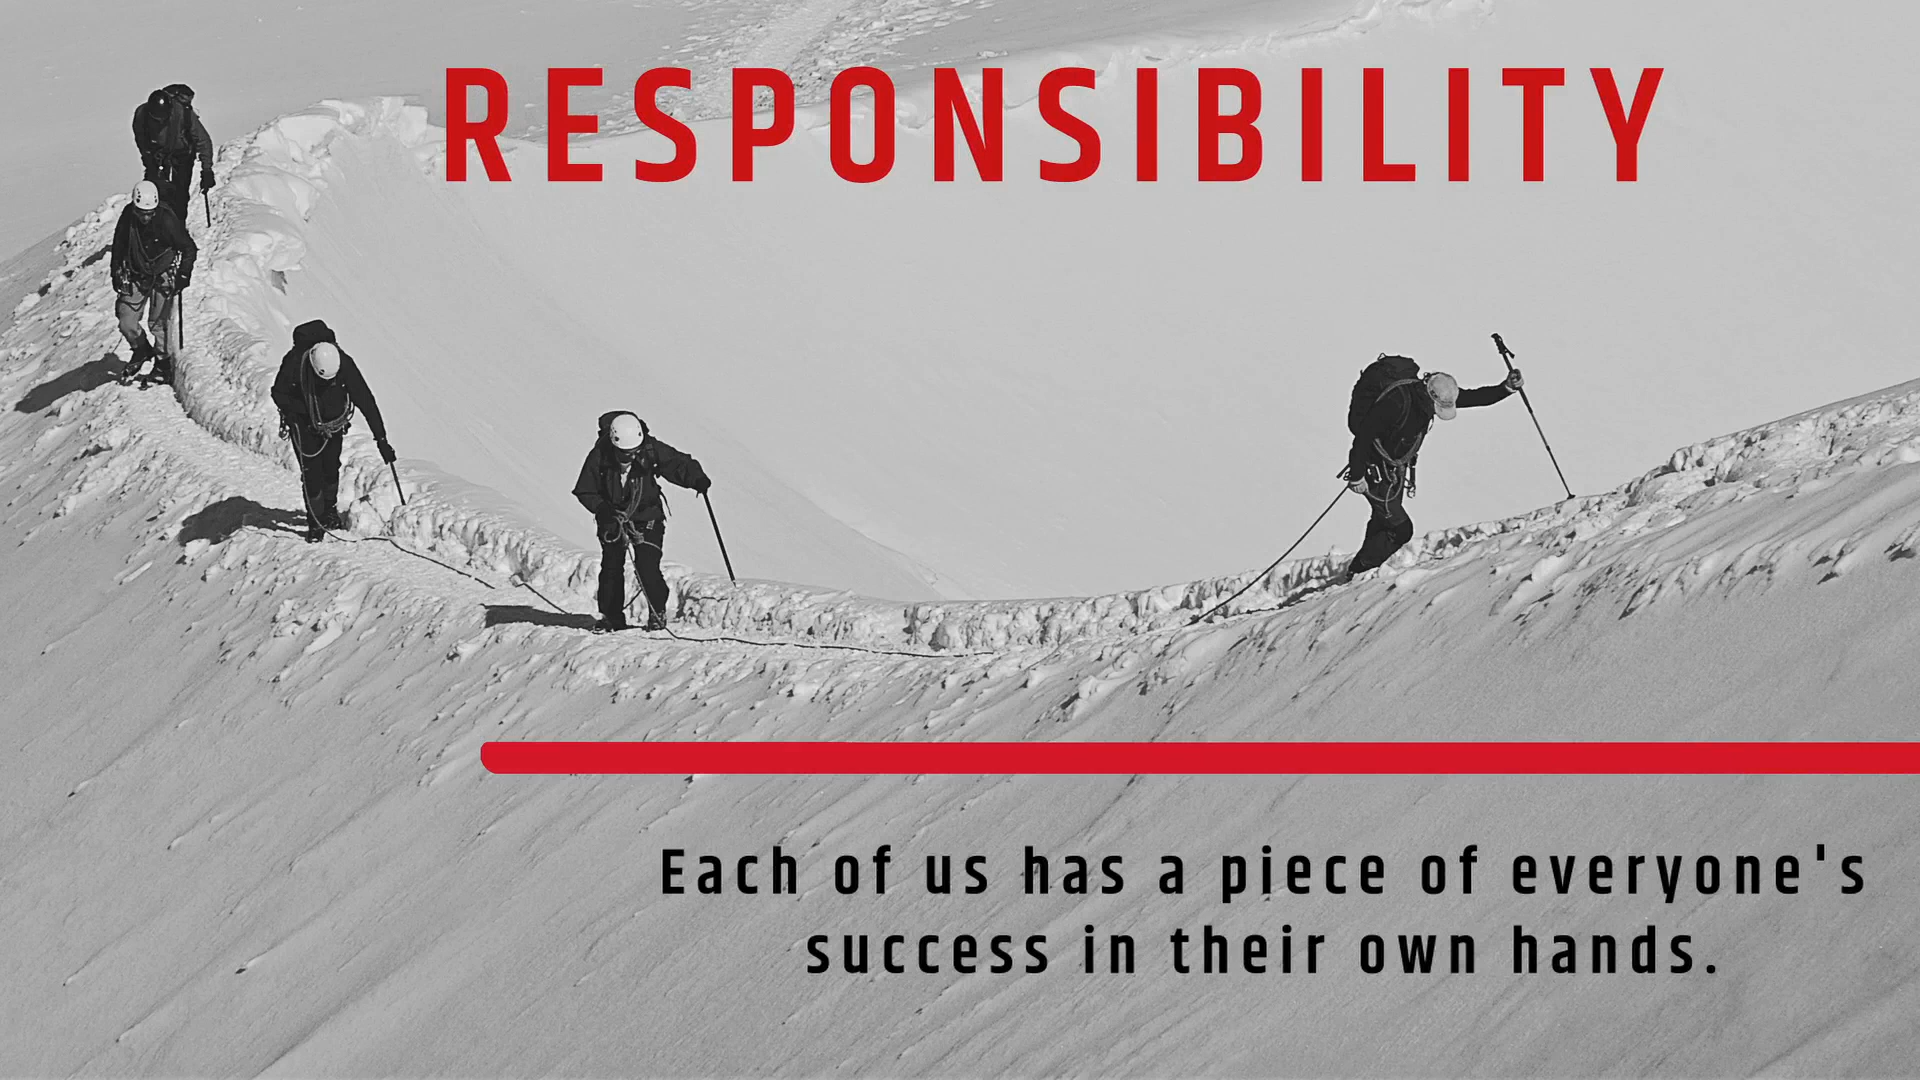 RESPONSIBILITY
Each of us has a piece of everyone's
success in their own hands.